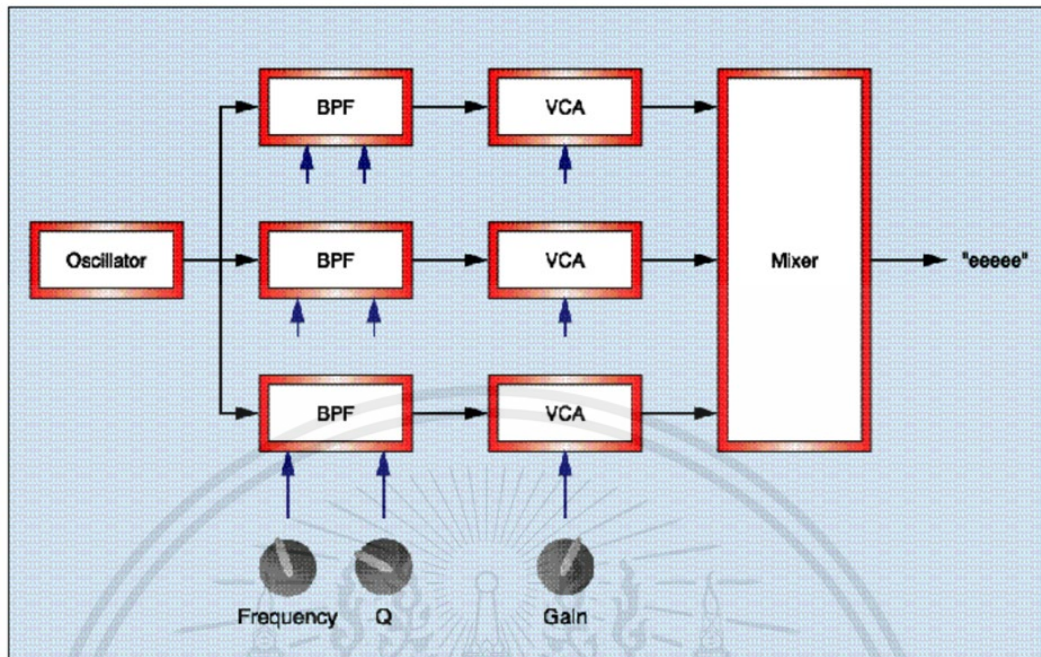 BPF
VCA
Oscillator
BPF
VCA
Mixer
"eeeee"
BPF
VCA
Frequency
Q
Gain